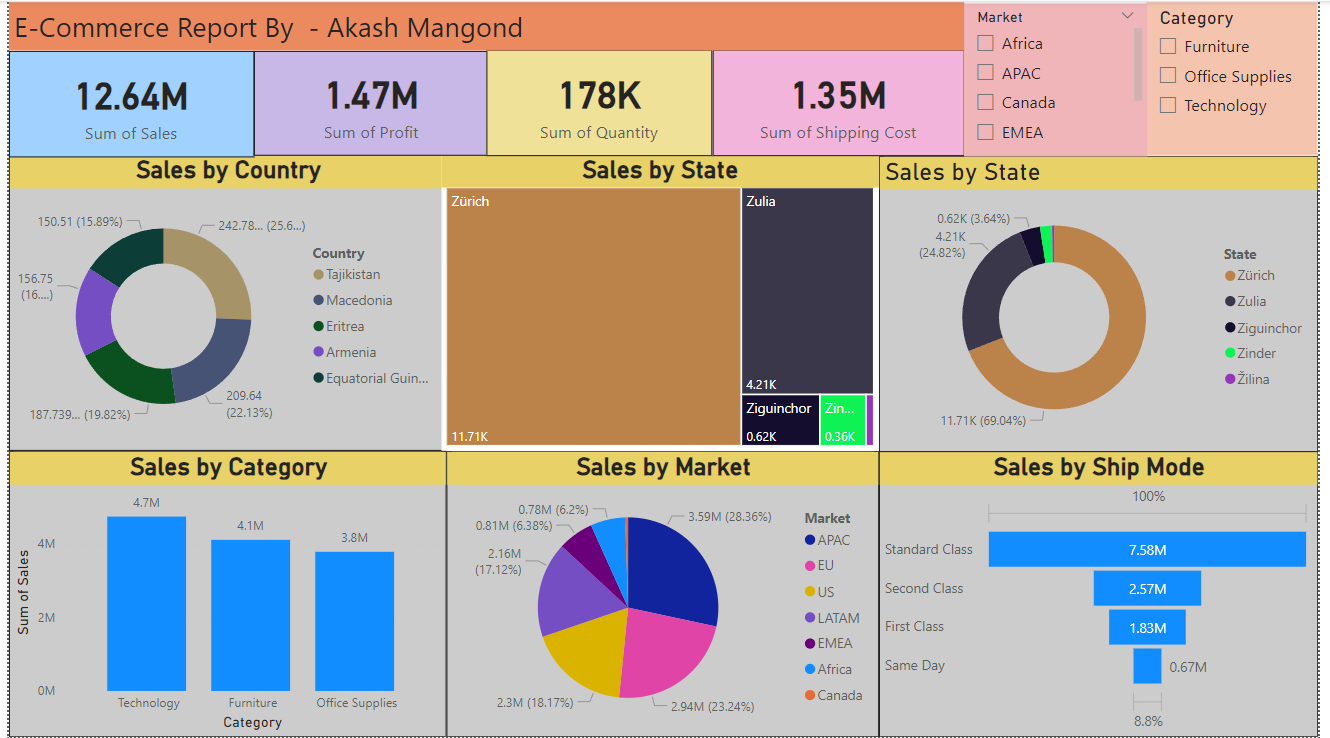 E-Commerce Report By - Akash Mangond
Market
Africa
APAC
Canada
EMEA
Category
Furniture
Office Supplies
Technology
12.64M
Sum of Sales
1.47M
Sum of Profit
178K
Sum of Quantity
1.35M
Sum of Shipping Cost
Sales by Country
150.51 (15.89%)
242.78... (25.6...)
156.75
(16....)
187.739... (19.82%)
209.64
(22.13%)
Country
Tajikistan
Macedonia
Eritrea
Armenia
Equatorial Guin...
Sales by State
Zürich
11.71K
Zulia
4.21K
Ziguinchor
0.62K
Zin...
0.36K
Sales by State
0.62K (3.64%)
4.21K
(24.82%)
11.71K (69.04%)
State
Zürich
Zulia
Ziguinchor
Zinder
Žilina
Sales by Category
Sum of Sales
4M
2M
0M
4.7M
4.1M
3.8M
Technology
Furniture
Office Supplies
Category
Sales by Market
0.78M (6.2%)
0.81M (6.38%)
2.16M
(17.12%)
2.3M (18.17%)
3.59M (28.36%)
2.94M (23.24%)
Market
APAC
EU
US
LATAM
EMEA
Africa
Canada
Sales by Ship Mode
100%
Standard Class
7.58M
Second Class
2.57M
First Class
1.83M
Same Day
0.67M
8.8%